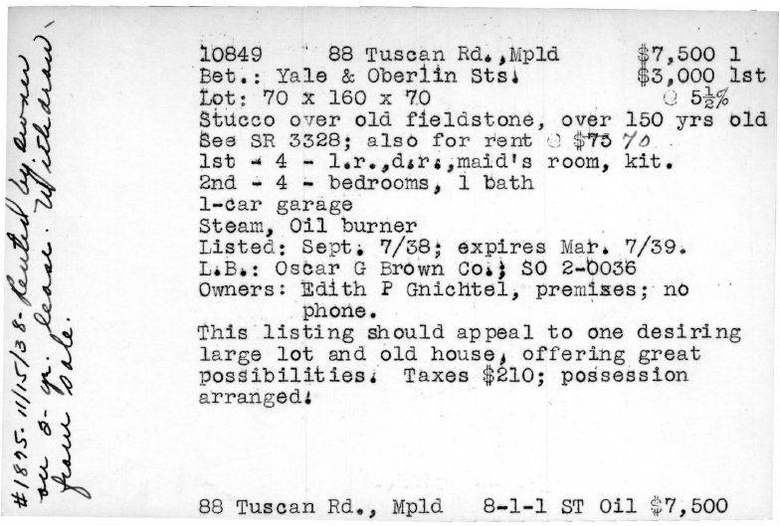 10849 88 Tuscan Rd., Mpld $7,500 1
Bet.: Yale & Oberlin Sts. $3,000 1st
Lot: 70 x 160 x 70 @ 5½%
Stucco over old fieldstone, over 150 yrs old
See SR 3328; also for rent @ $75 70
1st - 4 - l.r.,d.r.,maid's room, kit.
2nd - 4 - bedrooms, 1 bath
1-car garage
Steam, Oil burner
Listed: Sept. 7/38; expires Mar. 7/39.
L.B.: Oscar G Brown Co.; SO 2-0036
Owners: Edith P Gnichtel, premises; no
phone.
This listing should appeal to one desiring
large lot and old house, offering great
possibilities. Taxes $210; possession
arranged.
88 Tuscan Rd., Mpld 8-1-1 ST Oil $7,500
#1895-11/15/38-Rented by owner
on yr. lease. Withdrawn
from sale.